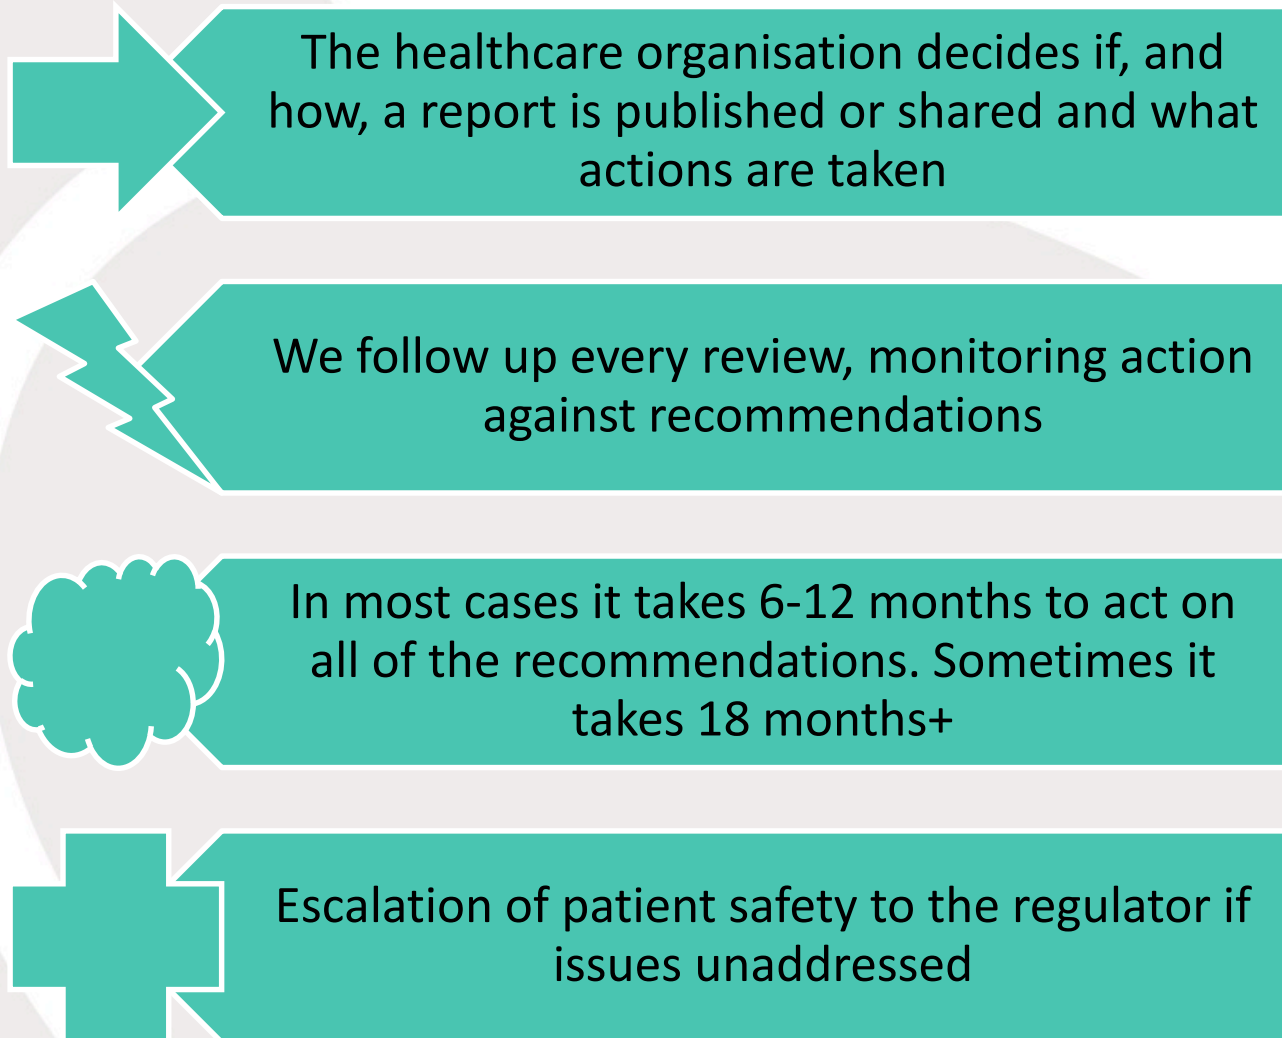 The healthcare organisation decides if, and
how, a report is published or shared and what
actions are taken
We follow up every review, monitoring action
against recommendations
In most cases it takes 6-12 months to act on
all of the recommendations. Sometimes it
takes 18 months+
Escalation of patient safety to the regulator if
issues unaddressed